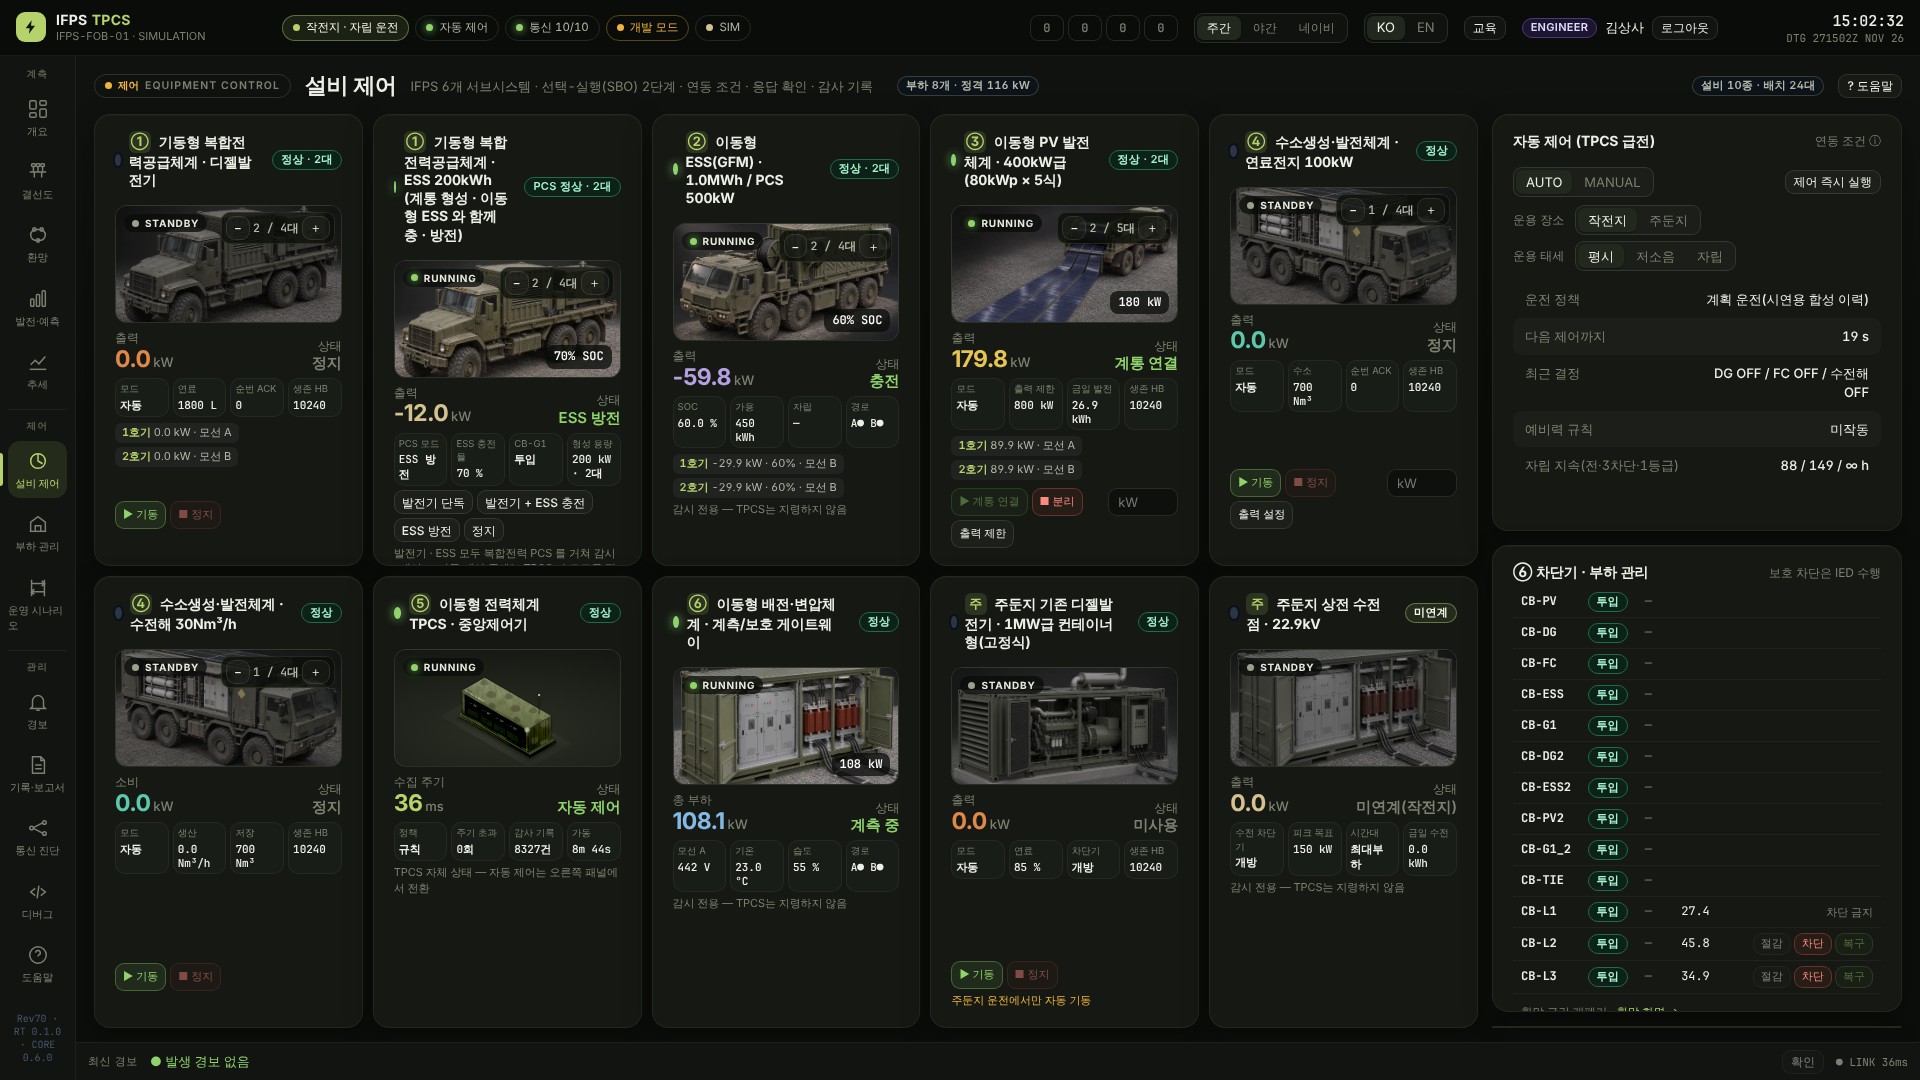 IFPS TPCS
IFPS-FOB-01 · SIMULATION
작전지 · 자립 운전
자동 제어
통신 10/10
개발 모드
SIM
0 0 0 0
주간 야간 네이비
KO EN
교육
ENGINEER 김상사 로그아웃
15:02:32
DTG 271502Z NOV 26
계측
개요
결선도
환망
발전·예측
추세
제어
설비 제어
부하 관리
운영 시나리
오
관리
경보
기록·보고서
통신 진단
디버그
도움말
Rev70 ·
RT 0.1.0
· CORE
0.6.0
제어 EQUIPMENT CONTROL
설비 제어
IFPS 6개 서브시스템 · 선택-실행(SBO) 2단계 · 연동 조건 · 응답 확인 · 감사 기록
부하 8개 · 정격 116 kW
설비 10종 · 배치 24대
? 도움말
① 기동형 복합전
력공급체계 · 디젤발
전기
정상 · 2대
STANDBY
− 2 / 4대 +
출력
0.0 kW
상태
정지
모드
자동
연료
1800 L
순번 ACK
0
생존 HB
10240
1호기 0.0 kW · 모선 A
2호기 0.0 kW · 모선 B
▶ 기동 ■ 정지
① 기동형 복합
전력공급체계 ·
ESS 200kWh
(계통 형성 · 이동
형 ESS 와 함께
충 · 방전)
PCS 정상 · 2대
RUNNING
− 2 / 4대 +
70% SOC
출력
-12.0 kW
상태
ESS 방전
PCS 모드
ESS 방
전
ESS 충전
율
70 %
CB-G1
투입
형성 용량
200 kW
· 2대
발전기 단독 발전기 + ESS 충전
ESS 방전 정지
발전기 · ESS 모두 복합전력 PCS 를 거쳐 감시
② 이동형
ESS(GFM) ·
1.0MWh / PCS
500kW
정상 · 2대
RUNNING
− 2 / 4대 +
60% SOC
출력
-59.8 kW
상태
충전
SOC
60.0 %
가용
450
kWh
자립
—
경로
A● B●
1호기 -29.9 kW · 60% · 모선 B
2호기 -29.9 kW · 60% · 모선 B
감시 전용 — TPCS는 지령하지 않음
③ 이동형 PV 발전
체계 · 400kW급
(80kWp × 5식)
정상 · 2대
RUNNING
− 2 / 5대 +
180 kW
출력
179.8 kW
상태
계통 연결
모드
자동
출력 제한
800 kW
금일 발전
26.9
kWh
생존 HB
10240
1호기 89.9 kW · 모선 A
2호기 89.9 kW · 모선 B
▶ 계통 연결 ■ 분리 kW
출력 제한
④ 수소생성·발전체계 ·
연료전지 100kW
정상
STANDBY
− 1 / 4대 +
출력
0.0 kW
상태
정지
모드
자동
수소
700
Nm³
순번 ACK
0
생존 HB
10240
▶ 기동 ■ 정지 kW
출력 설정
④ 수소생성·발전체계 ·
수전해 30Nm³/h
정상
STANDBY
− 1 / 4대 +
소비
0.0 kW
상태
정지
모드
자동
생산
0.0
Nm³/h
저장
700
Nm³
생존 HB
10240
▶ 기동 ■ 정지
⑤ 이동형 전력체계
TPCS · 중앙제어기
정상
RUNNING
수집 주기
36 ms
상태
자동 제어
정책
규칙
주기 초과
0회
감사 기록
8327건
가동
8m 44s
TPCS 자체 상태 — 자동 제어는 오른쪽 패널에
서 전환
⑥ 이동형 배전·변압체
계 · 계측/보호 게이트웨
이
정상
RUNNING
108 kW
총 부하
108.1 kW
상태
계측 중
모선 A
442 V
기온
23.0
°C
습도
55 %
경로
A● B●
감시 전용 — TPCS는 지령하지 않음
주 주둔지 기존 디젤발
전기 · 1MW급 컨테이너
형(고정식)
정상
STANDBY
출력
0.0 kW
상태
미사용
모드
자동
연료
85 %
차단기
개방
생존 HB
10240
▶ 기동 ■ 정지
주둔지 운전에서만 자동 기동
주 주둔지 상전 수전
점 · 22.9kV
미연계
STANDBY
출력
0.0 kW
상태
미연계(작전지)
수전 차단
기
개방
피크 목표
150 kW
시간대
최대부
하
금일 수전
0.0
kWh
감시 전용 — TPCS는 지령하지 않음
자동 제어 (TPCS 급전)
연동 조건 ⓘ
AUTO MANUAL
제어 즉시 실행
운용 장소 작전지 주둔지
운용 태세 평시 저소음 자립
운전 정책 계획 운전(시연용 합성 이력)
다음 제어까지 19 s
최근 결정 DG OFF / FC OFF / 수전해
OFF
예비력 규칙 미작동
자립 지속(전·3차단·1등급) 88 / 149 / ∞ h
⑥ 차단기 · 부하 관리
보호 차단은 IED 수행
CB-PV 투입 —
CB-DG 투입 —
CB-FC 투입 —
CB-ESS 투입 —
CB-G1 투입 —
CB-DG2 투입 —
CB-ESS2 투입 —
CB-PV2 투입 —
CB-G1_2 투입 —
CB-TIE 투입 —
CB-L1 투입 — 27.4 차단 금지
CB-L2 투입 — 45.8 절감 차단 복구
CB-L3 투입 — 34.9 절감 차단 복구
최신 경보
발생 경보 없음
확인
LINK 36ms